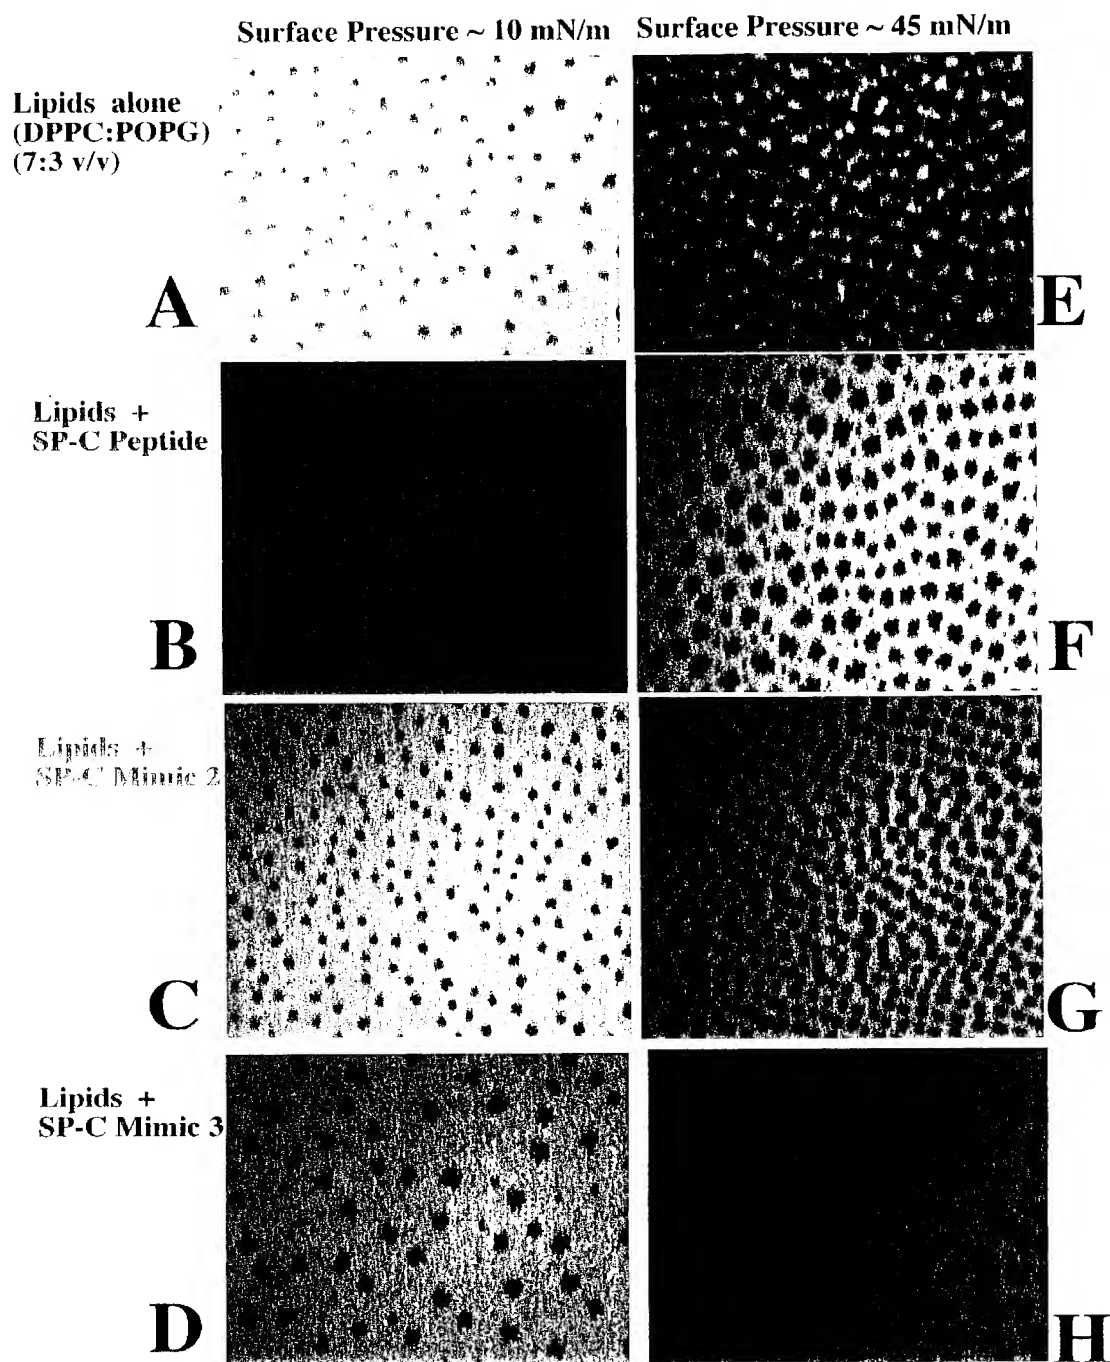 Surface Pressure ~ 10 mN/m Surface Pressure ~ 45 mN/m
Lipids alone
(DPPC:POPG)
(7:3 v/v)
A E
Lipids +
SP-C Peptide
B F
Lipids +
SP-C Mimic 2
C G
Lipids +
SP-C Mimic 3
D H